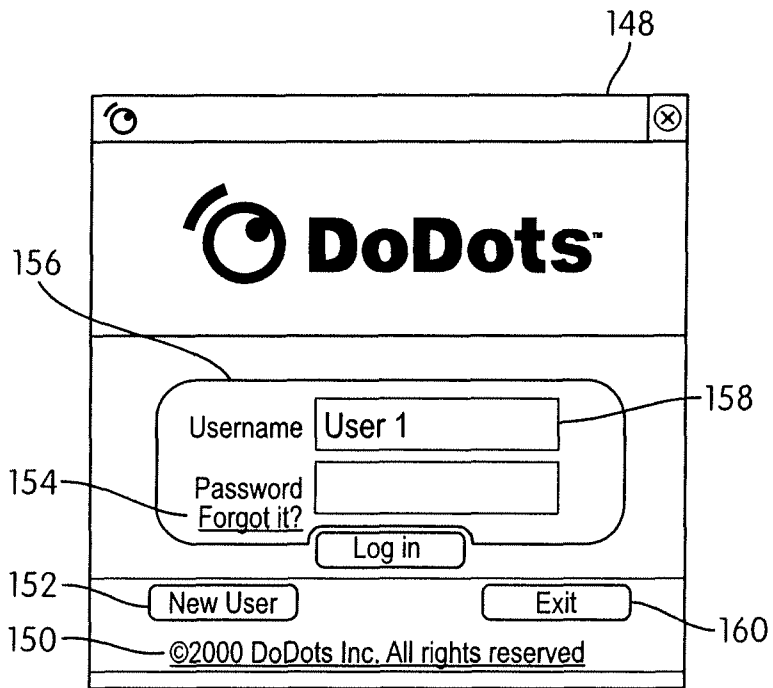 148
DoDots™
156
Username User 1
158
Password
154
Forgot it?
Log in
152
New User Exit
160
150
©2000 DoDots Inc. All rights reserved